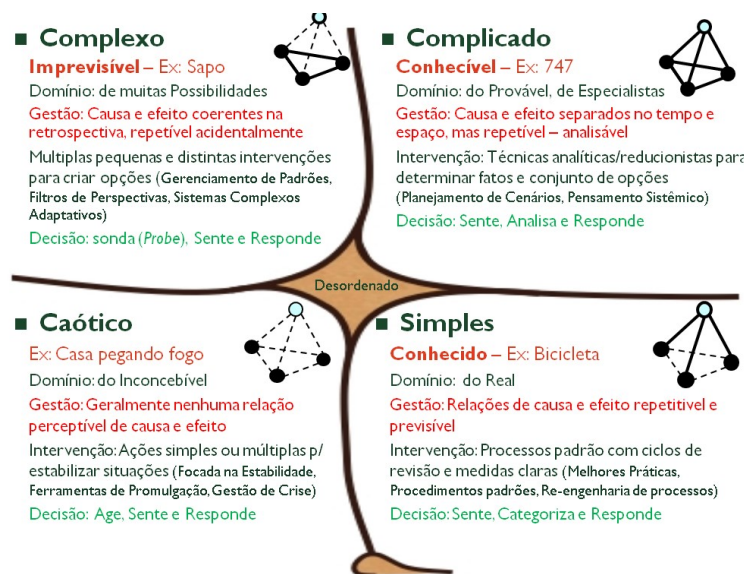 ■ Complexo
Imprevisível – Ex: Sapo
Domínio: de muitas Possibilidades
Gestão: Causa e efeito coerentes na
retrospectiva, repetível acidentalmente
Multiplas pequenas e distintas intervenções
para criar opções (Gerenciamento de Padrões,
Filtros de Perspectivas, Sistemas Complexos
Adaptativos)
Decisão: sonda (Probe), Sente e Responde
■ Complicado
Conhecível – Ex: 747
Domínio: do Provável, de Especialistas
Gestão: Causa e efeito separados no tempo e
espaço, mas repetível – analisável
Intervenção: Técnicas analíticas/reducionistas para
determinar fatos e conjunto de opções
(Planejamento de Cenários, Pensamento Sistêmico)
Decisão: Sente, Analisa e Responde
Desordenado
■ Caótico
Ex: Casa pegando fogo
Domínio: do Inconcebível
Gestão: Geralmente nenhuma relação
perceptível de causa e efeito
Intervenção: Ações simples ou múltiplas p/
estabilizar situações (Focada na Estabilidade,
Ferramentas de Promulgação, Gestão de Crise)
Decisão: Age, Sente e Responde
■ Simples
Conhecido – Ex: Bicicleta
Domínio: do Real
Gestão: Relações de causa e efeito repetitivel e
previsível
Intervenção: Processos padrão com ciclos de
revisão e medidas claras (Melhores Práticas,
Procedimentos padrões, Re-engenharia de processos)
Decisão: Sente, Categoriza e Responde